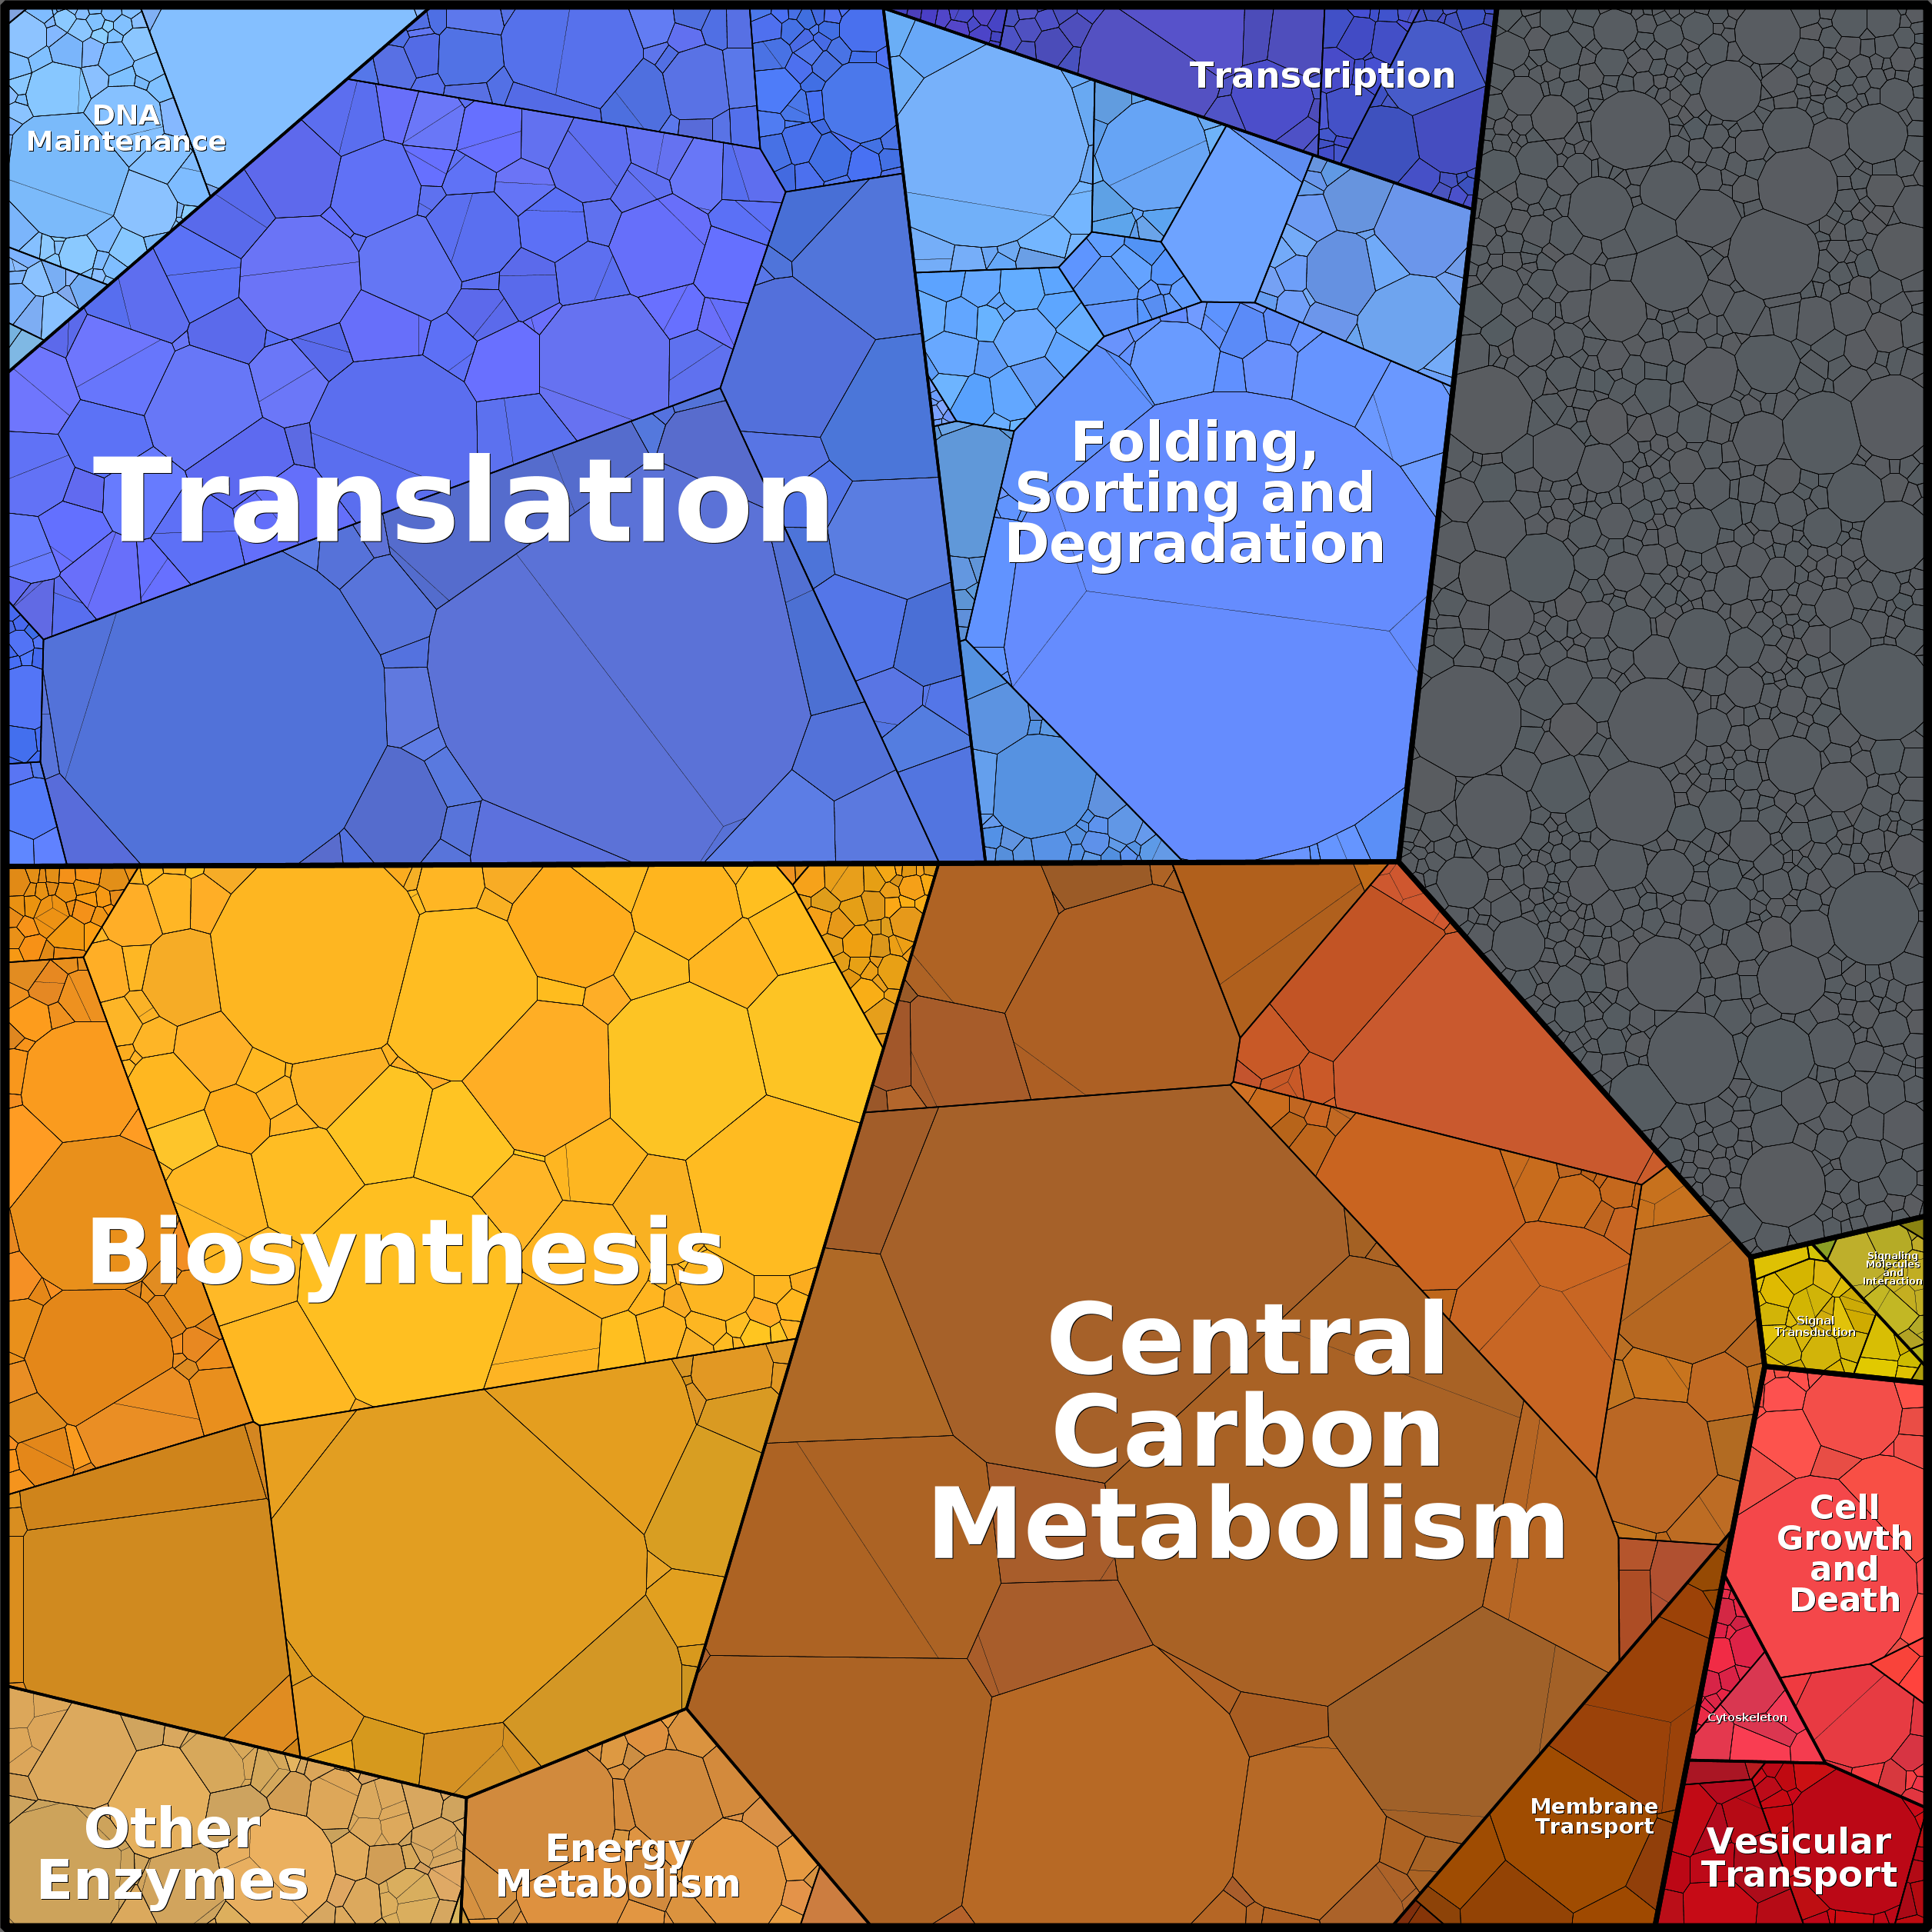 DNA
Maintenance
Transcription
Translation
Folding,
Sorting and
Degradation
Biosynthesis
Central
Carbon
Metabolism
Signaling
Molecules
and
Interaction
Signal
Transduction
Cell
Growth
and
Death
Cytoskeleton
Membrane
Transport
Vesicular
Transport
Other
Enzymes
Energy
Metabolism